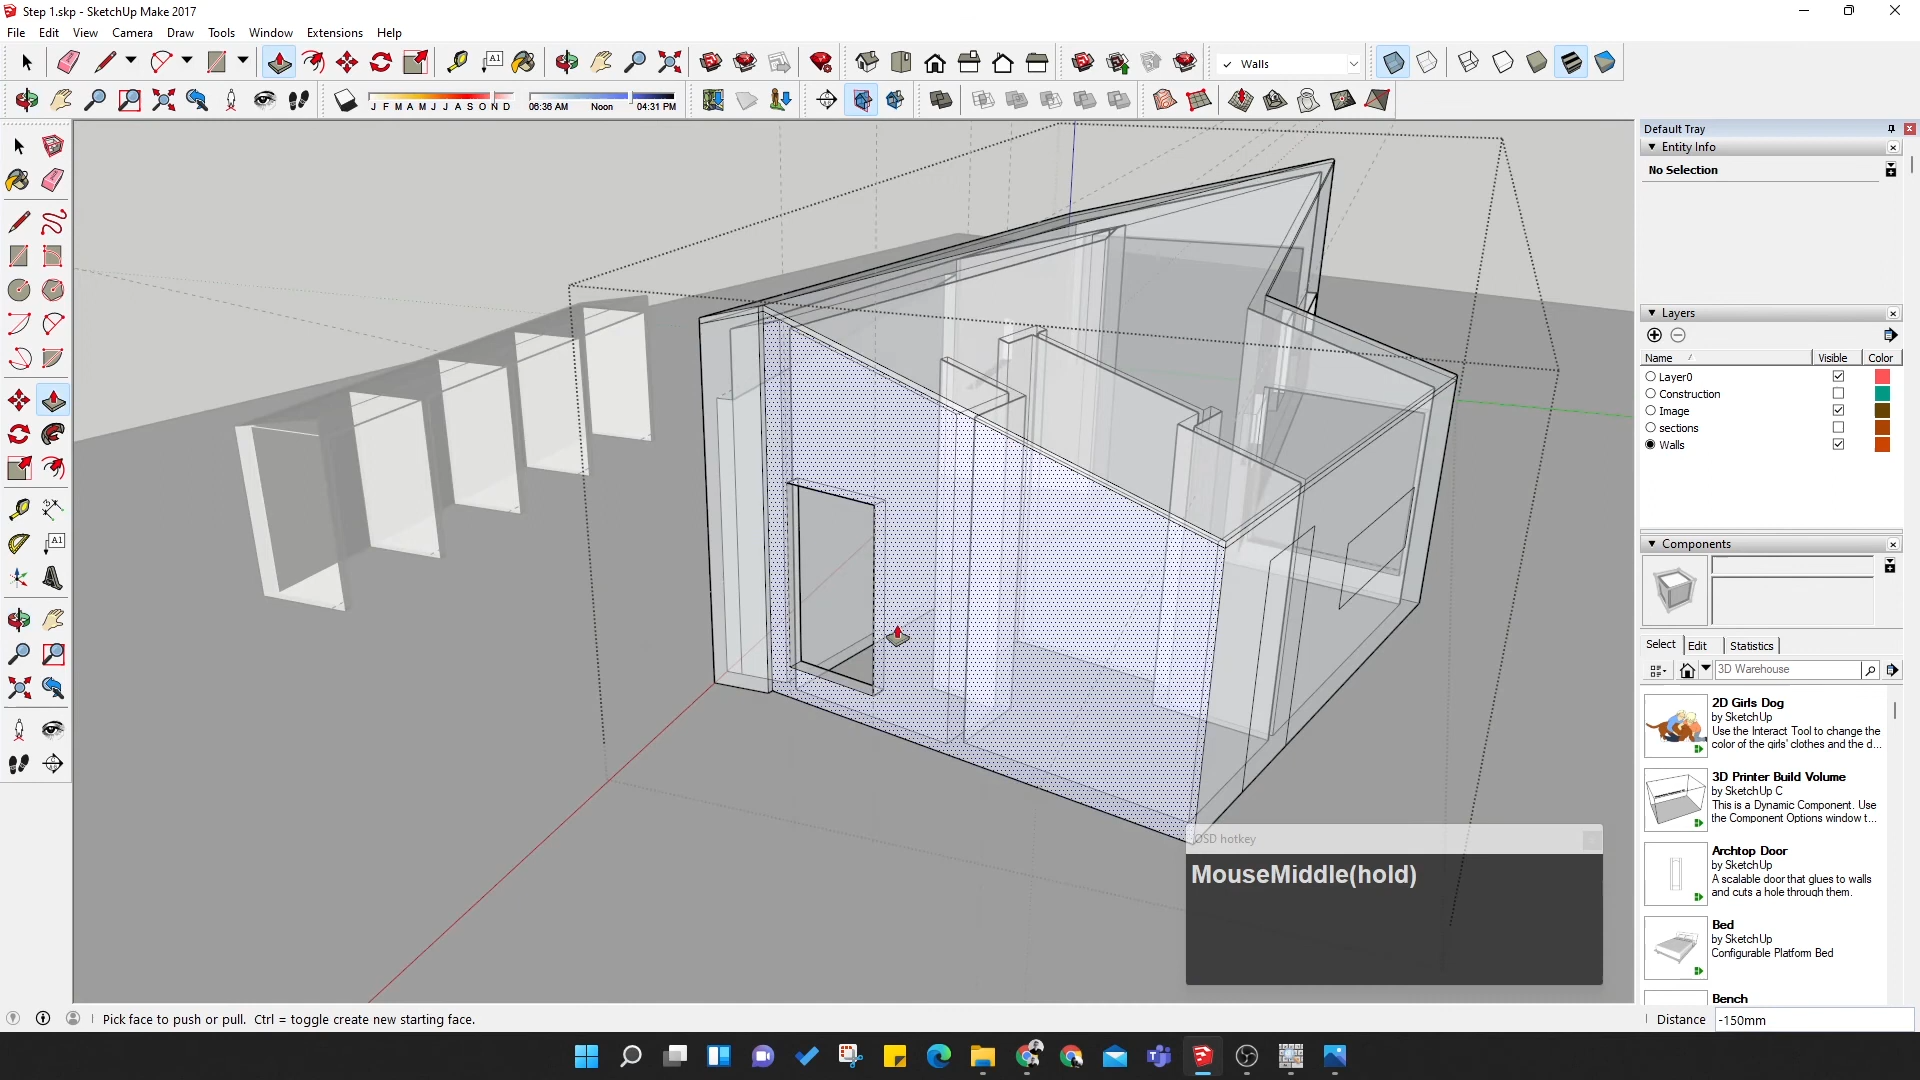 Step 1.skp - SketchUp Make 2017
File Edit View Camera Draw Tools Window Extensions Help
A1
Walls
J F M A M J J A S O N D
06:36 AM Noon 04:31 PM
Default Tray
Entity Info
No Selection
Layers
Name Visible Color
Layer0
Construction
Image
sections
Walls
A1
Components
Select Edit Statistics
3D Warehouse
2D Girls Dog
by SketchUp
Use the Interact Tool to change the
color of the girls' clothes and the d...
3D Printer Build Volume
by SketchUp C
This is a Dynamic Component. Use
the Component Options window t...
Archtop Door
by SketchUp
A scalable door that glues to walls
and cuts a hole through them.
Bed
by SketchUp
Configurable Platform Bed
Bench
OSD hotkey
MouseMiddle(hold)
Pick face to push or pull. Ctrl = toggle create new starting face.
Distance -150mm